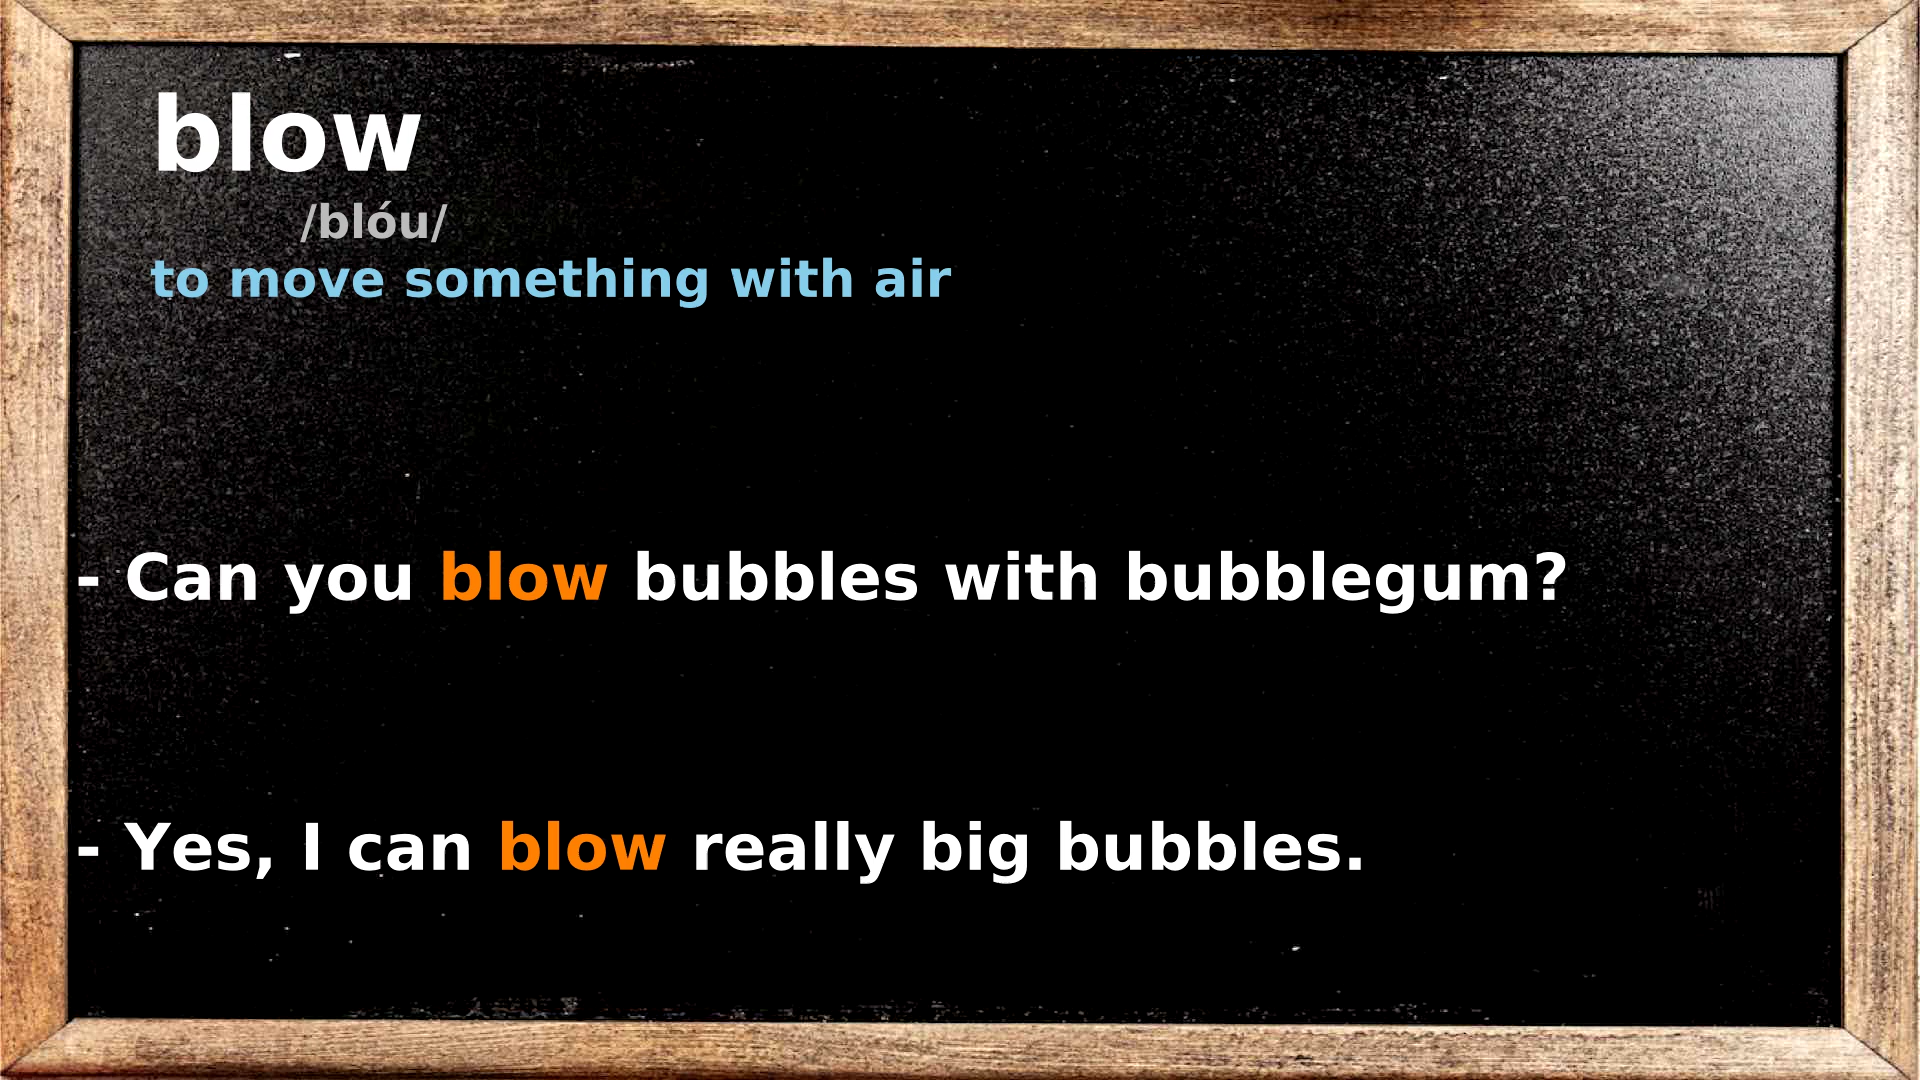 blow
/blóu/
to move something with air
- Can you blow bubbles with bubblegum?
- Yes, I can blow really big bubbles.